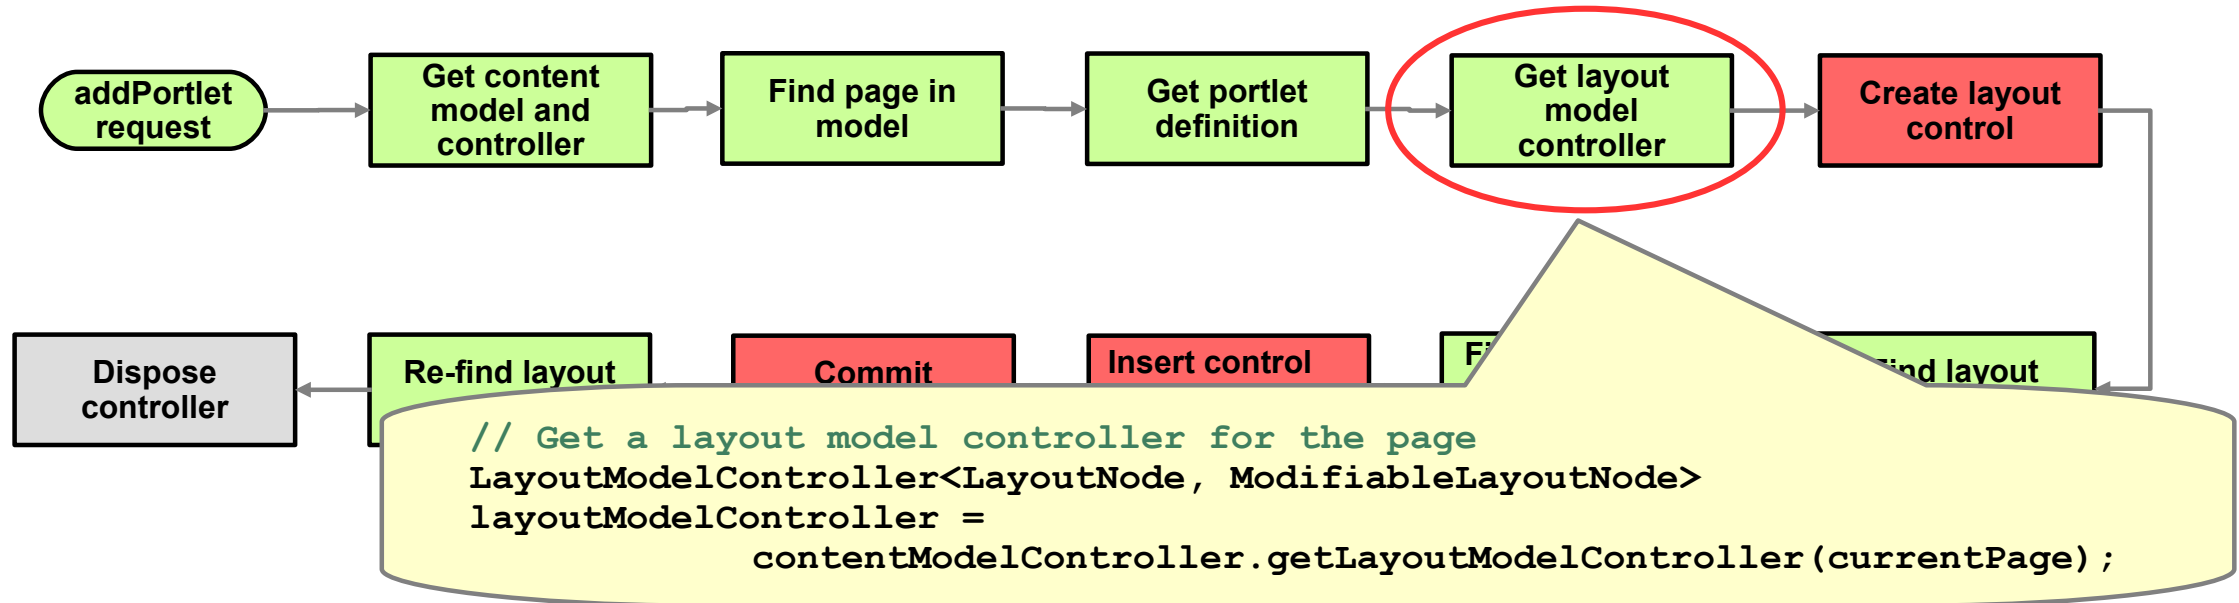 addPortlet
request
Get content
model and
controller
Find page in
model
Get portlet
definition
Get layout
model
controller
Create layout
control
Dispose
controller
Re-find layout
Commit
Insert control
layout
// Get a layout model controller for the page
LayoutModelController<LayoutNode, ModifiableLayoutNode>
layoutModelController =
contentModelController.getLayoutModelController(currentPage);